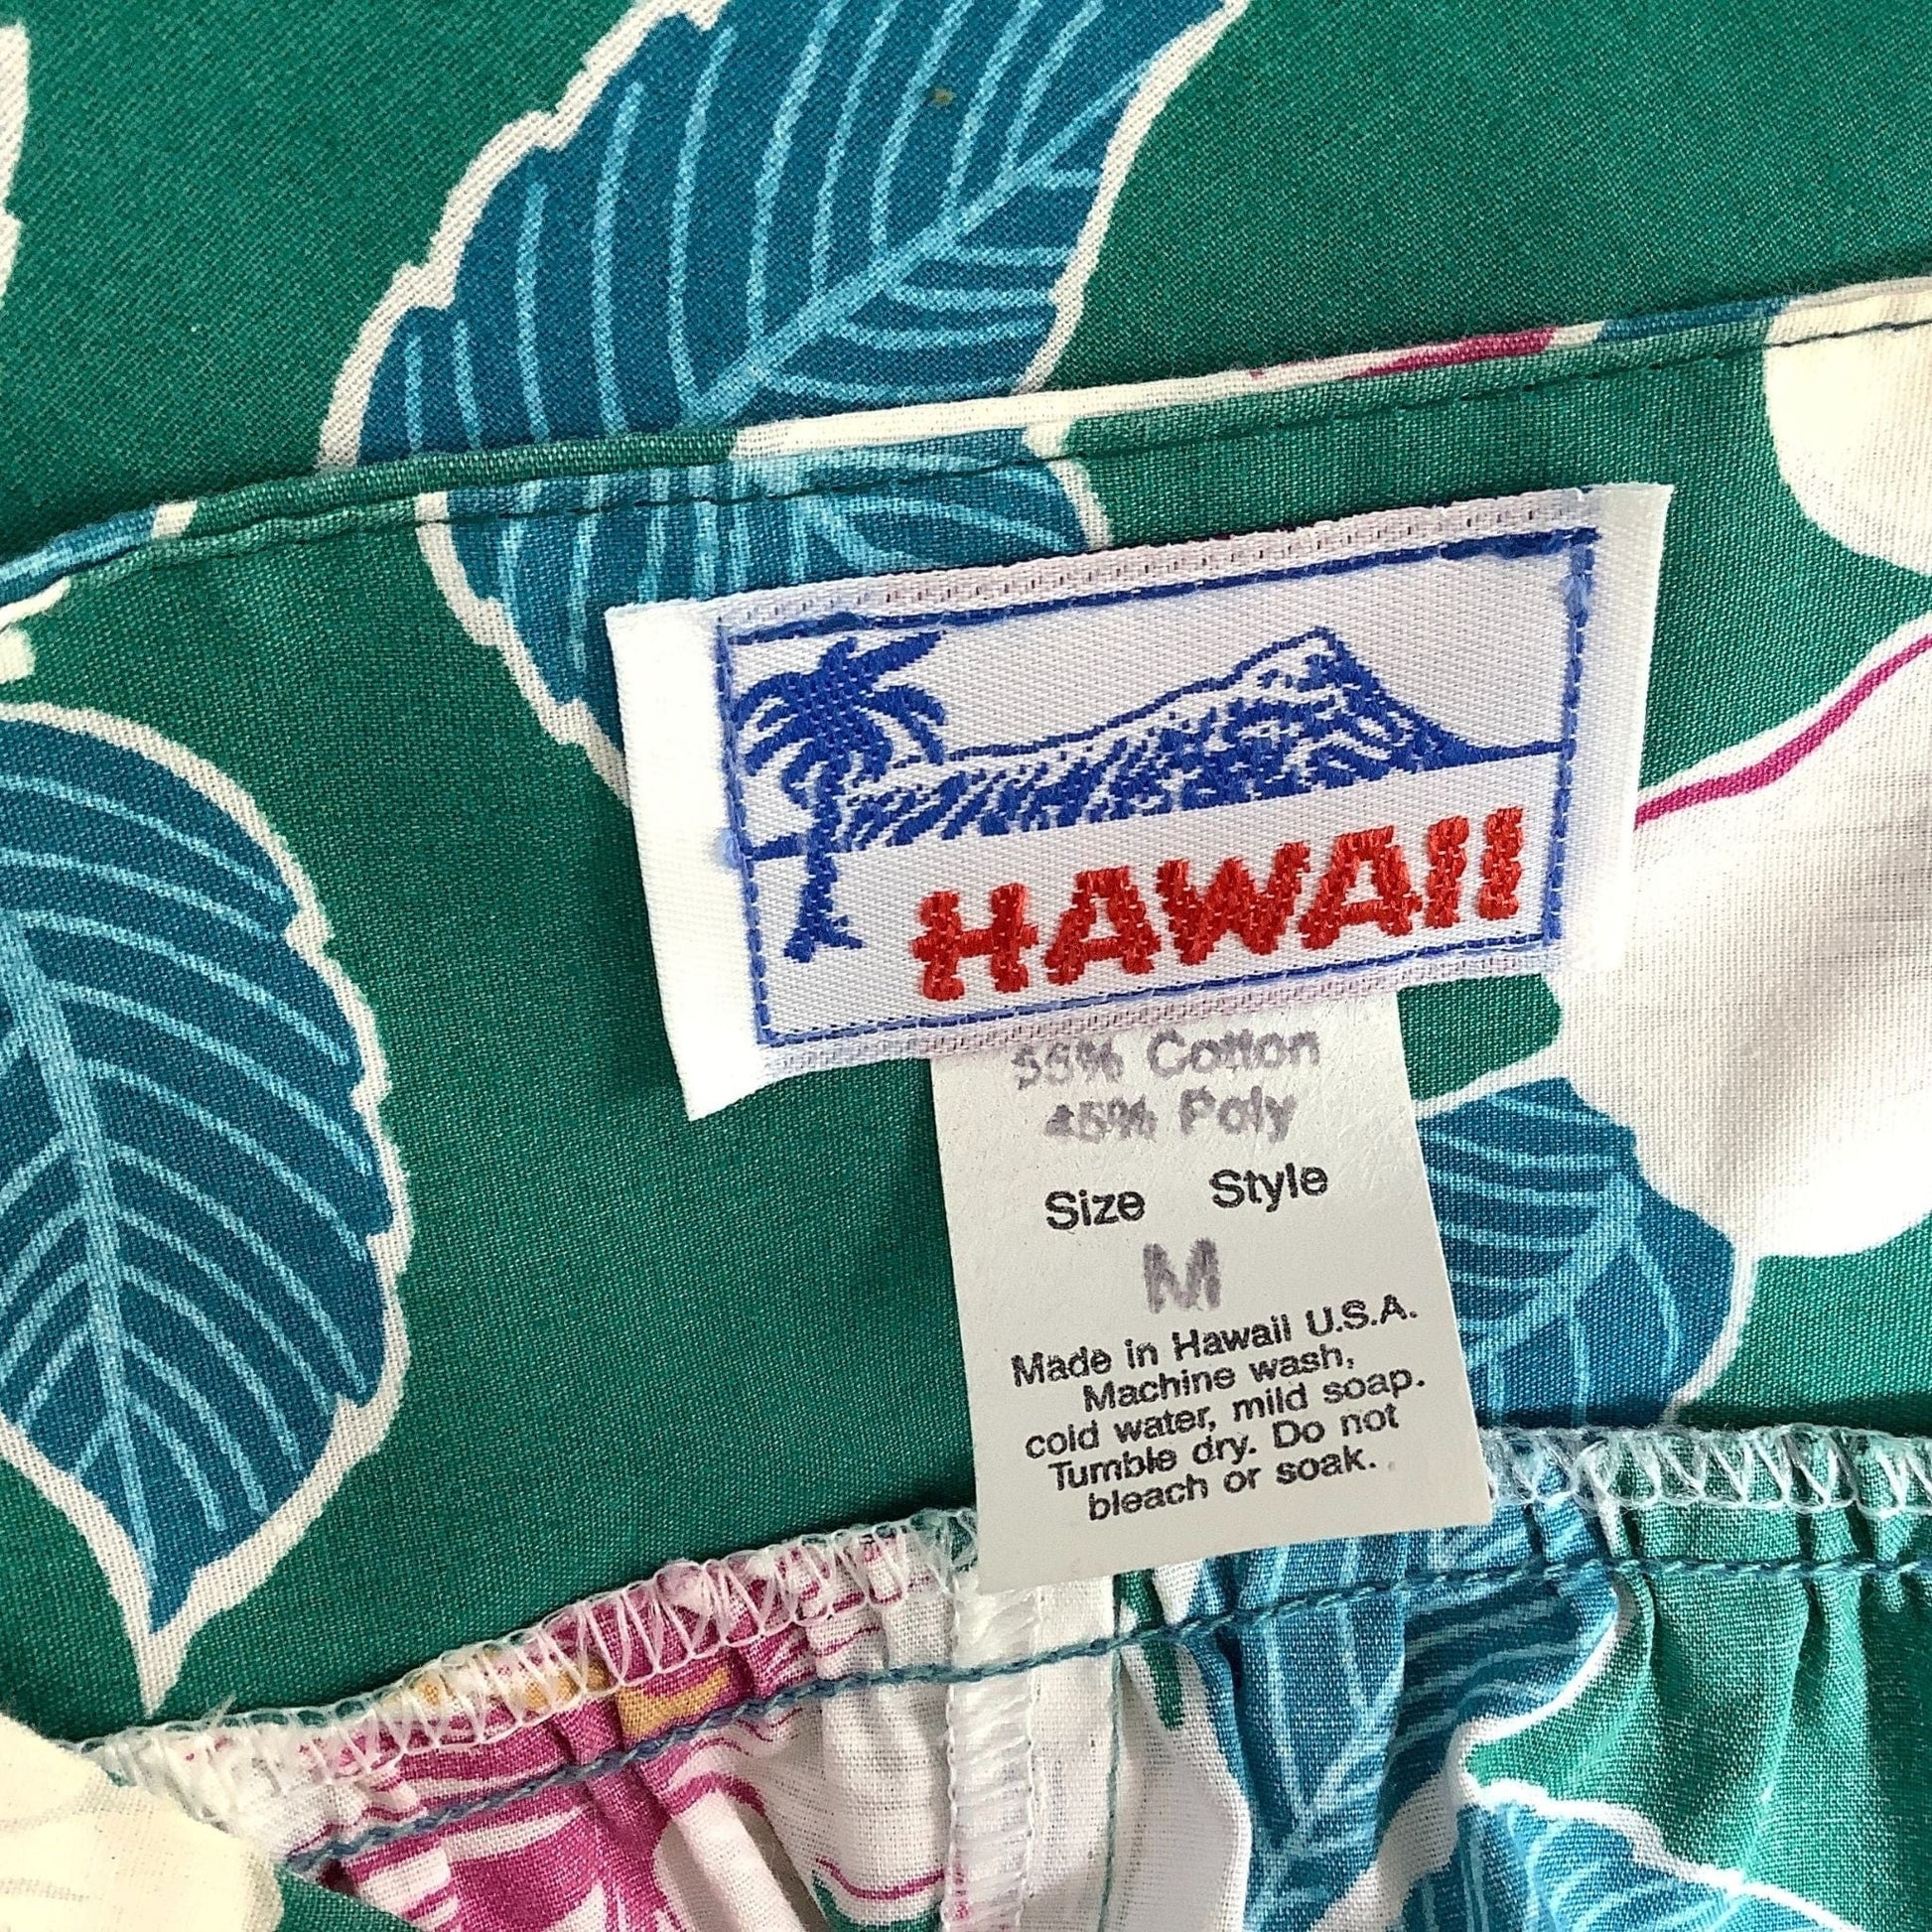 HAWAII
55% Cotton
45% Poly
Size Style
M
Made in Hawaii U.S.A.
Machine wash,
cold water, mild soap.
Tumble dry. Do not
bleach or soak.